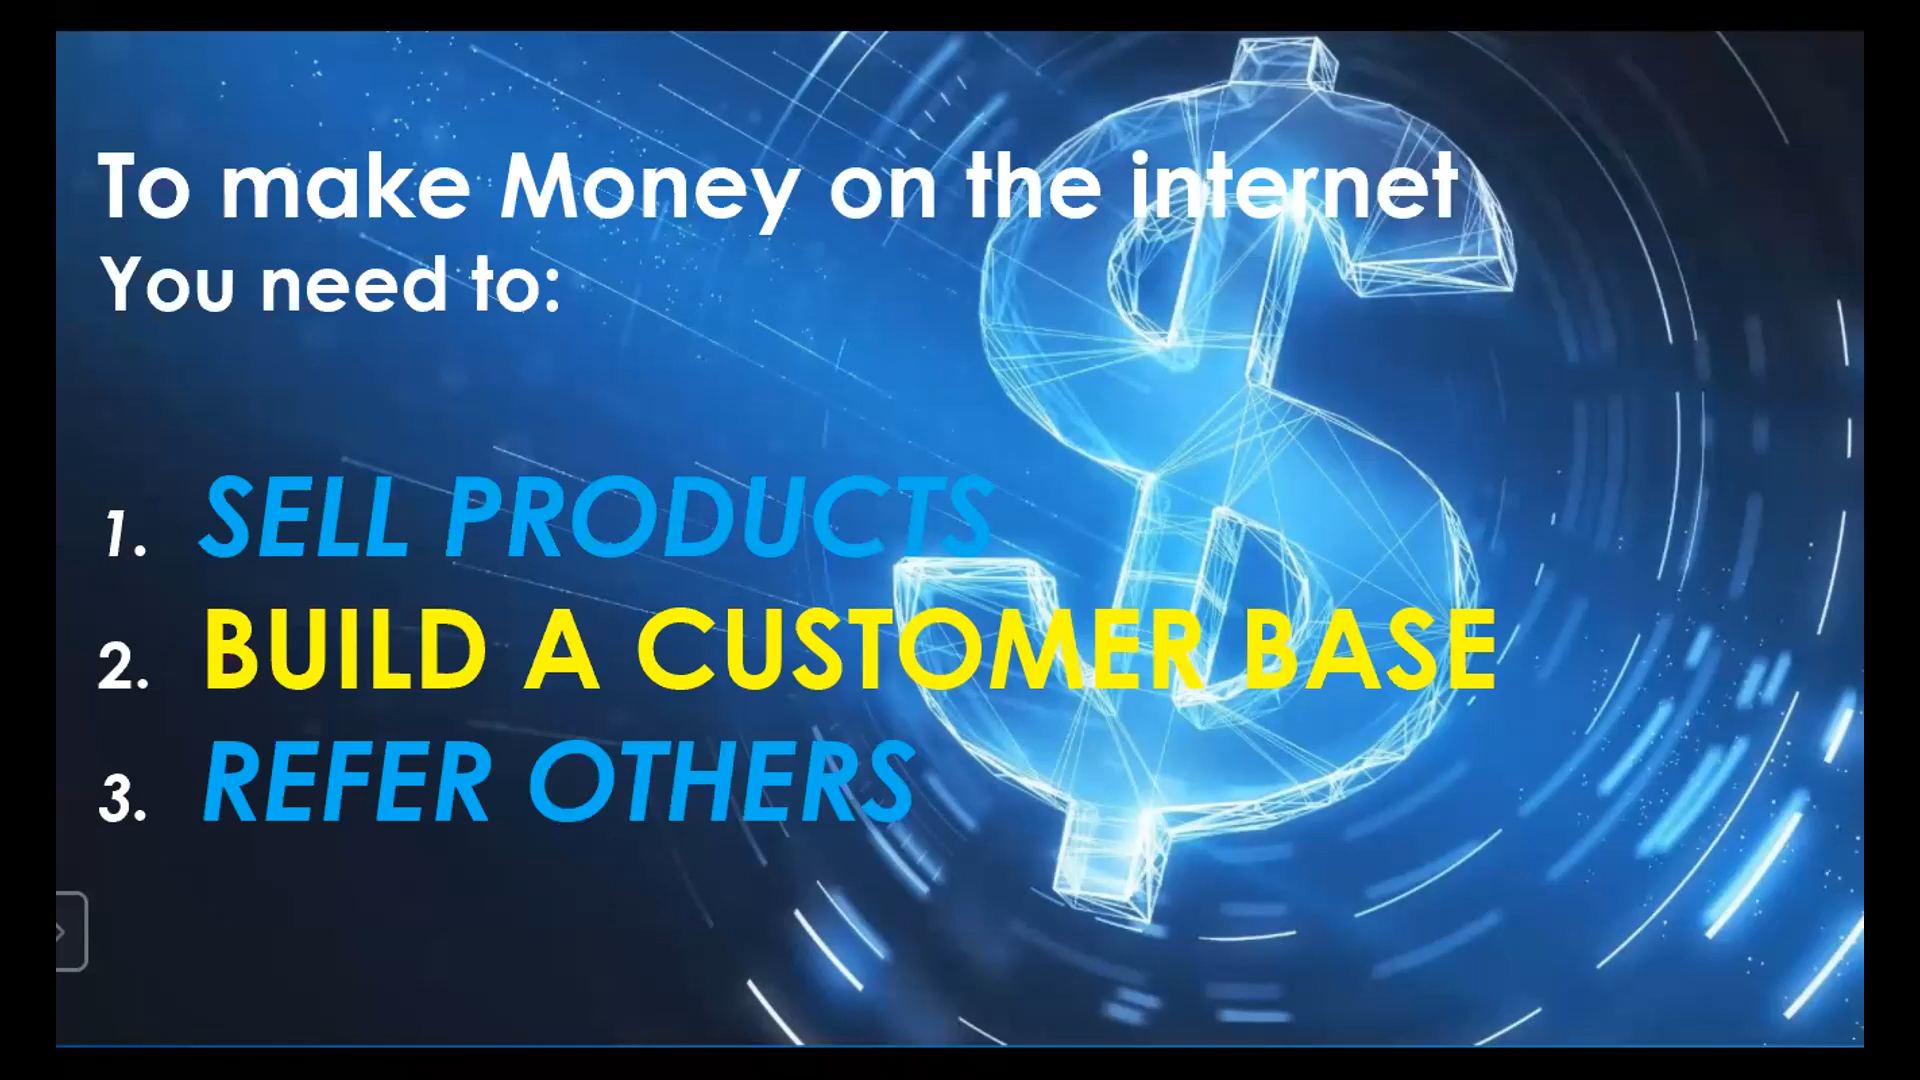 To make Money on the internet
You need to:
1. SELL PRODUCTS
2. BUILD A CUSTOMER BASE
3. REFER OTHERS